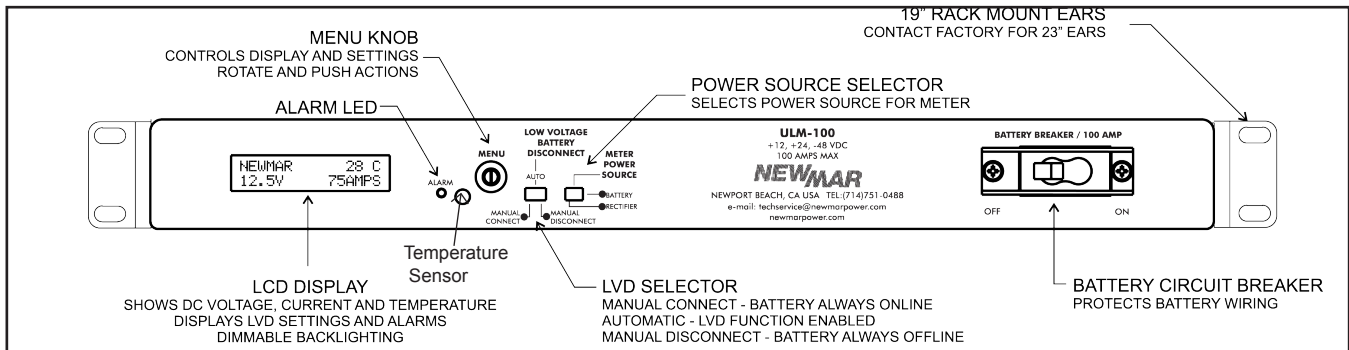 19" RACK MOUNT EARS
CONTACT FACTORY FOR 23" EARS
MENU KNOB
CONTROLS DISPLAY AND SETTINGS
ROTATE AND PUSH ACTIONS
POWER SOURCE SELECTOR
SELECTS POWER SOURCE FOR METER
ALARM LED
NEWMAR 28 C
12.5V 75AMPS
ALARM
MENU
LOW VOLTAGE
BATTERY
DISCONNECT
AUTO
MANUAL
CONNECT
MANUAL
DISCONNECT
METER
POWER
SOURCE
BATTERY
RECTIFIER
ULM-100
+12, +24, -48 VDC
100 AMPS MAX
NEWMAR
NEWPORT BEACH, CA USA TEL:(714)751-0488
e-mail: techservice@newmarpower.com
newmarpower.com
BATTERY BREAKER / 100 AMP
OFF
ON
Temperature
Sensor
LCD DISPLAY
SHOWS DC VOLTAGE, CURRENT AND TEMPERATURE
DISPLAYS LVD SETTINGS AND ALARMS
DIMMABLE BACKLIGHTING
LVD SELECTOR
MANUAL CONNECT - BATTERY ALWAYS ONLINE
AUTOMATIC - LVD FUNCTION ENABLED
MANUAL DISCONNECT - BATTERY ALWAYS OFFLINE
BATTERY CIRCUIT BREAKER
PROTECTS BATTERY WIRING